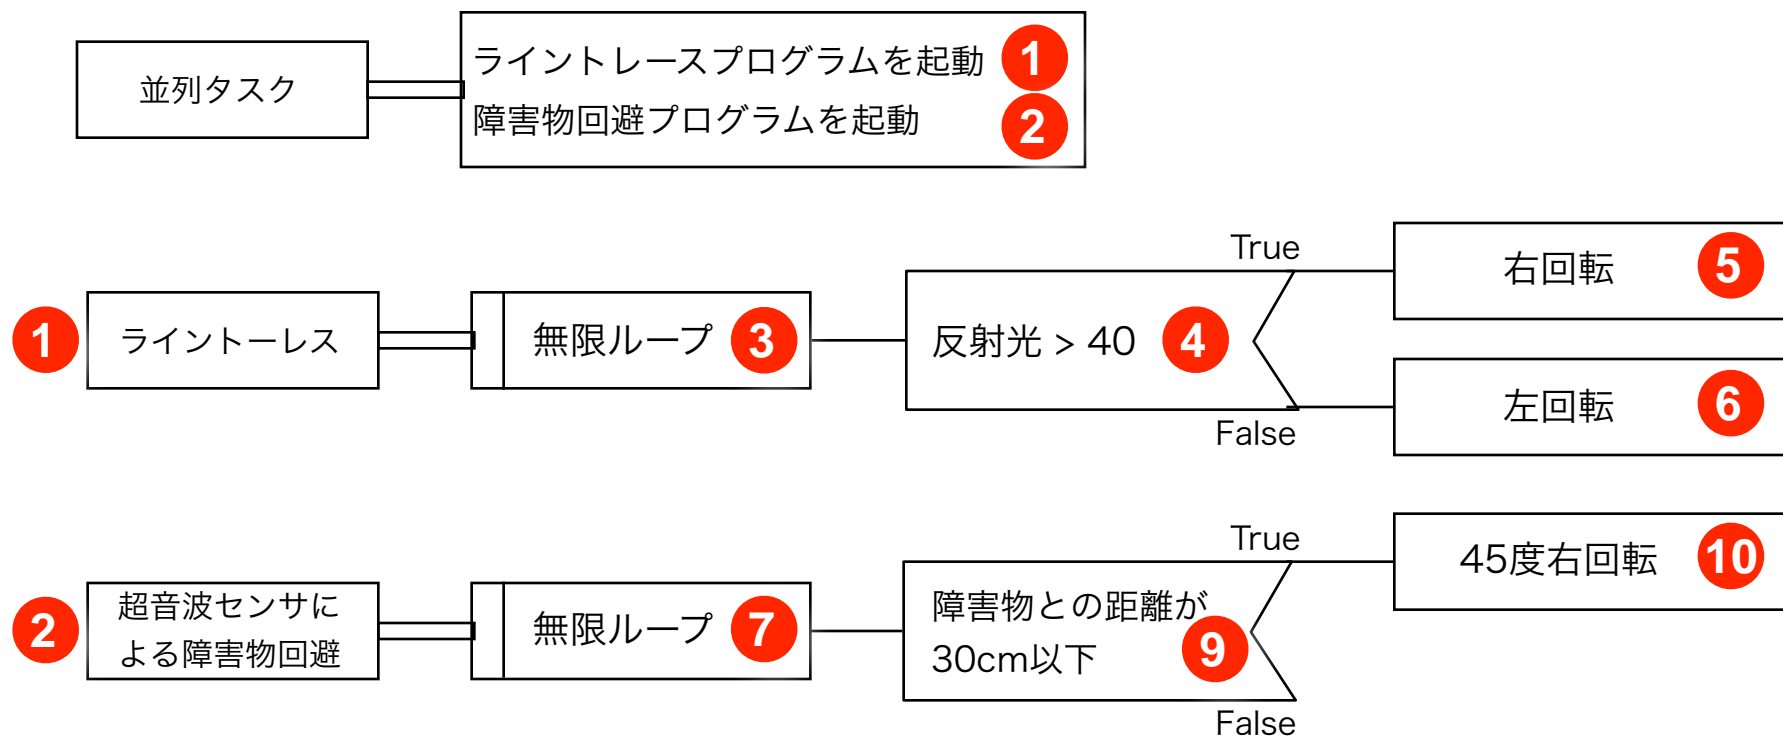 並列タスク
ライントレースプログラムを起動 1
障害物回避プログラムを起動 2
1
ライントーレス
無限ループ 3
反射光 > 40 4
True
右回転 5
False
左回転 6
2
超音波センサに
よる障害物回避
無限ループ 7
障害物との距離が
30cm以下 9
True
45度右回転 10
False